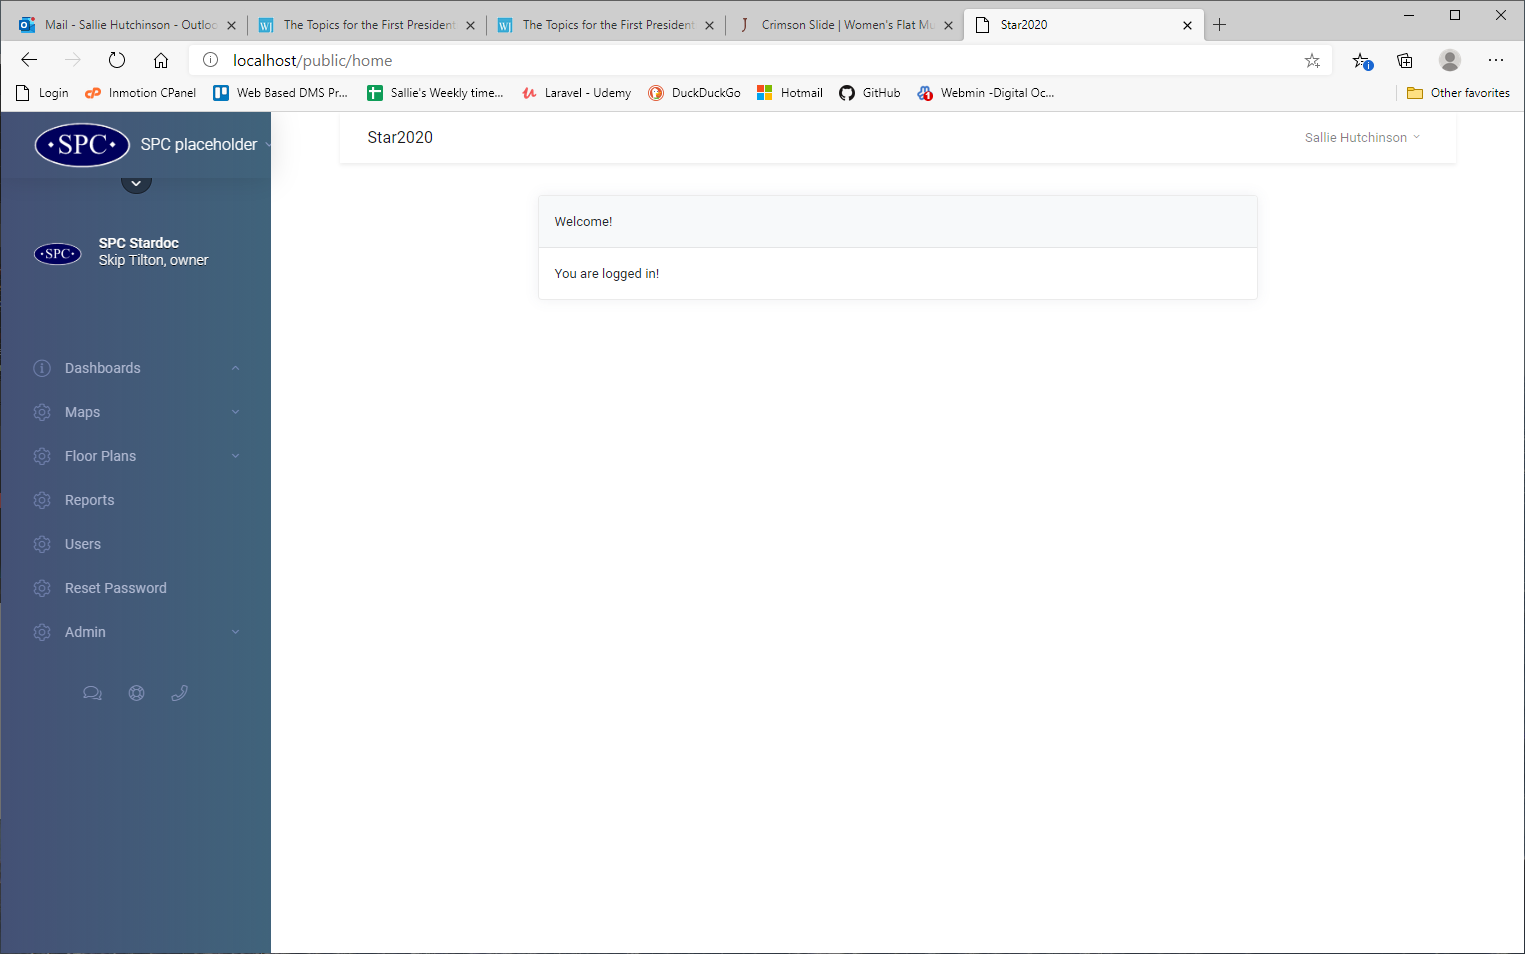 Mail - Sallie Hutchinson - Outloo
The Topics for the First President
The Topics for the First President
Crimson Slide | Women's Flat Mu
Star2020
localhost/public/home
Login
Inmotion CPanel
Web Based DMS Pr...
Sallie's Weekly time...
Laravel - Udemy
DuckDuckGo
Hotmail
GitHub
Webmin -Digital Oc...
Other favorites
SPC
SPC placeholder
Star2020
Sallie Hutchinson
SPC
SPC Stardoc
Skip Tilton, owner
Welcome!
You are logged in!
Dashboards
Maps
Floor Plans
Reports
Users
Reset Password
Admin